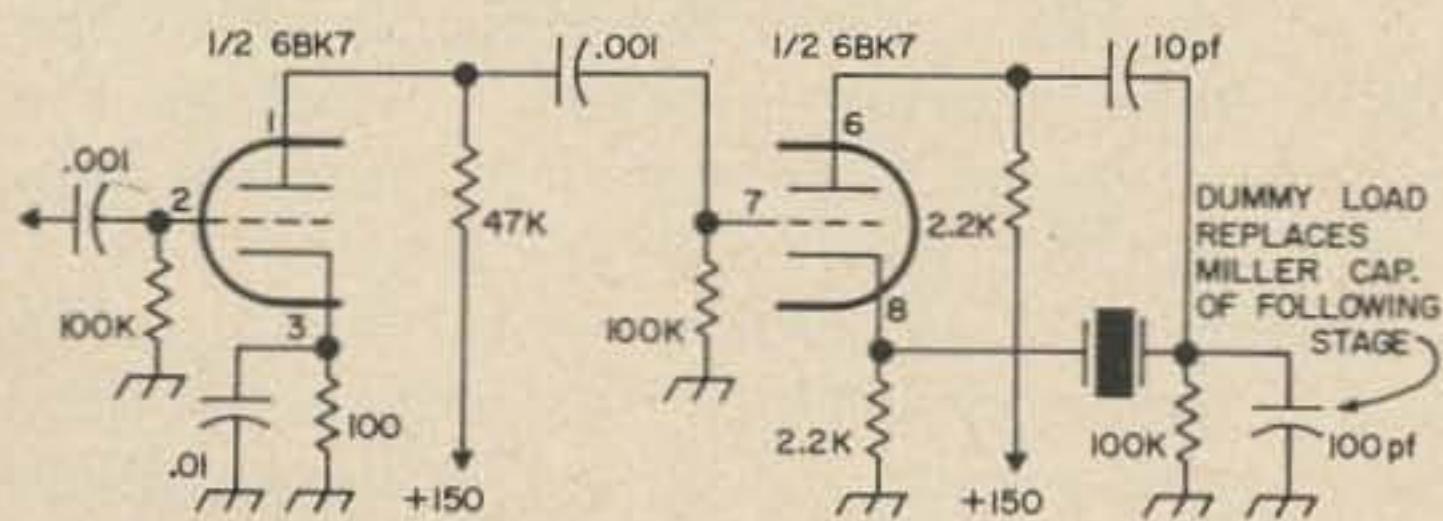 1/2 6BK7
.001
1/2 6BK7
10pf
1
6
.001
2
47K
7
2.2K
DUMMY LOAD
REPLACES
MILLER CAP.
OF FOLLOWING
STAGE
100K
3
100K
8
100
2.2K
100K
100pf
.01
+150
+150